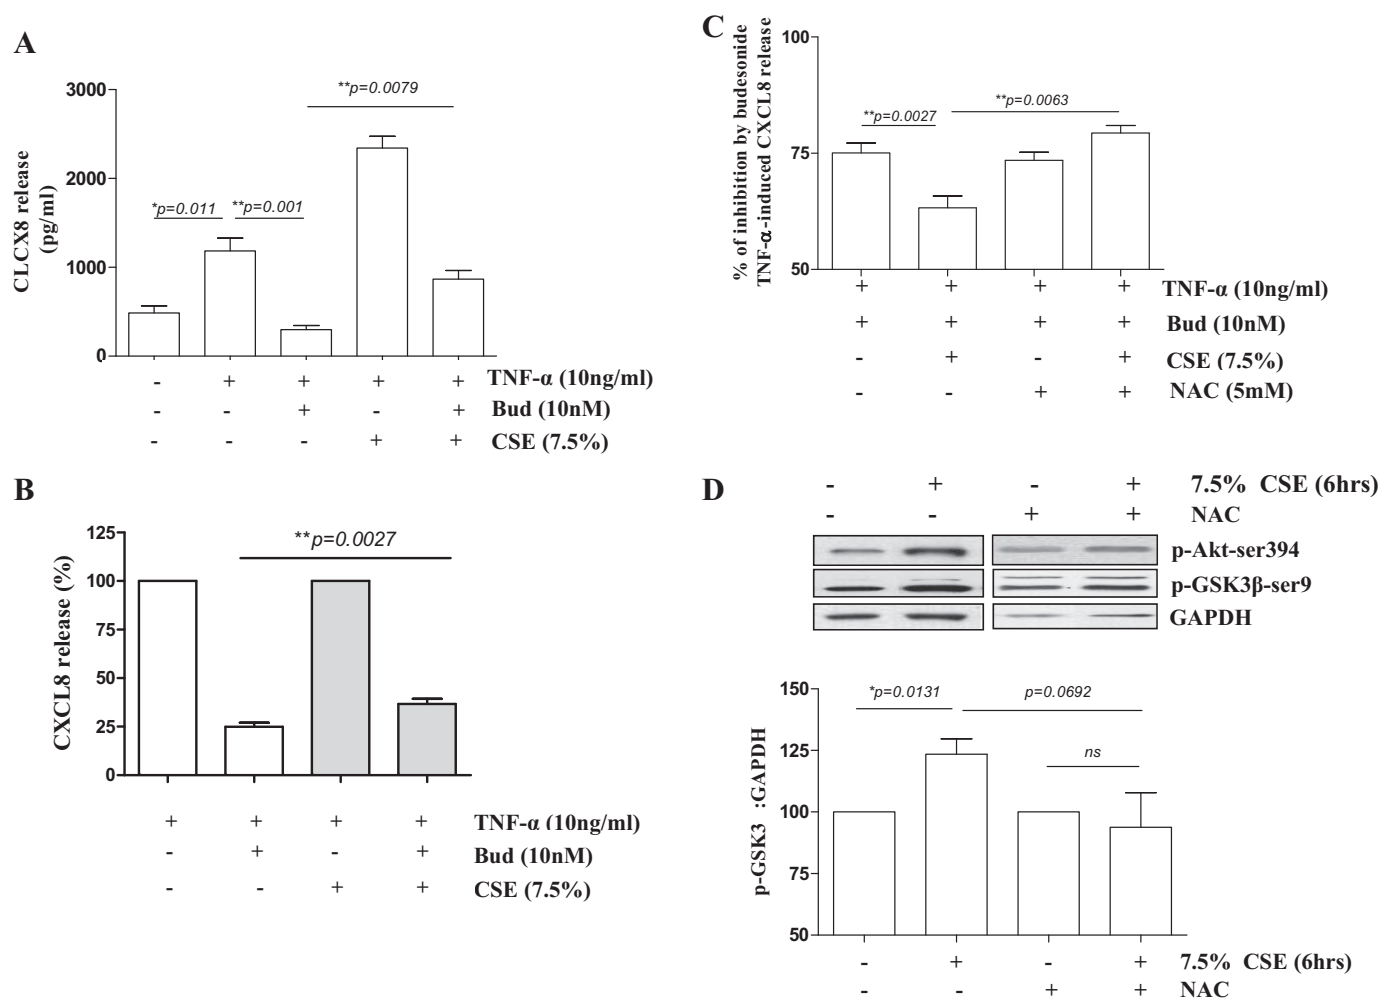 A
3000
2000
1000
0
CLCX8 release
(pg/ml)
*p=0.011
**p=0.001
**p=0.0079
- + + + + TNF-α (10ng/ml)
- - + - + Bud (10nM)
- - - + + CSE (7.5%)
B
125
100
75
50
25
0
CXCL8 release (%)
**p=0.0027
+ + + + TNF-α (10ng/ml)
- + - + Bud (10nM)
- - + + CSE (7.5%)
C
100
75
50
% of inhibition by budesonide
TNF-α-induced CXCL8 release
**p=0.0027
**p=0.0063
+ + + + TNF-α (10ng/ml)
+ + + + Bud (10nM)
- + - + CSE (7.5%)
- - + + NAC (5mM)
D
- + - + 7.5% CSE (6hrs)
- - + + NAC
p-Akt-ser394
p-GSK3β-ser9
GAPDH
150
125
100
75
50
p-GSK3 :GAPDH
*p=0.0131
p=0.0692
ns
- + - + 7.5% CSE (6hrs)
- - + + NAC